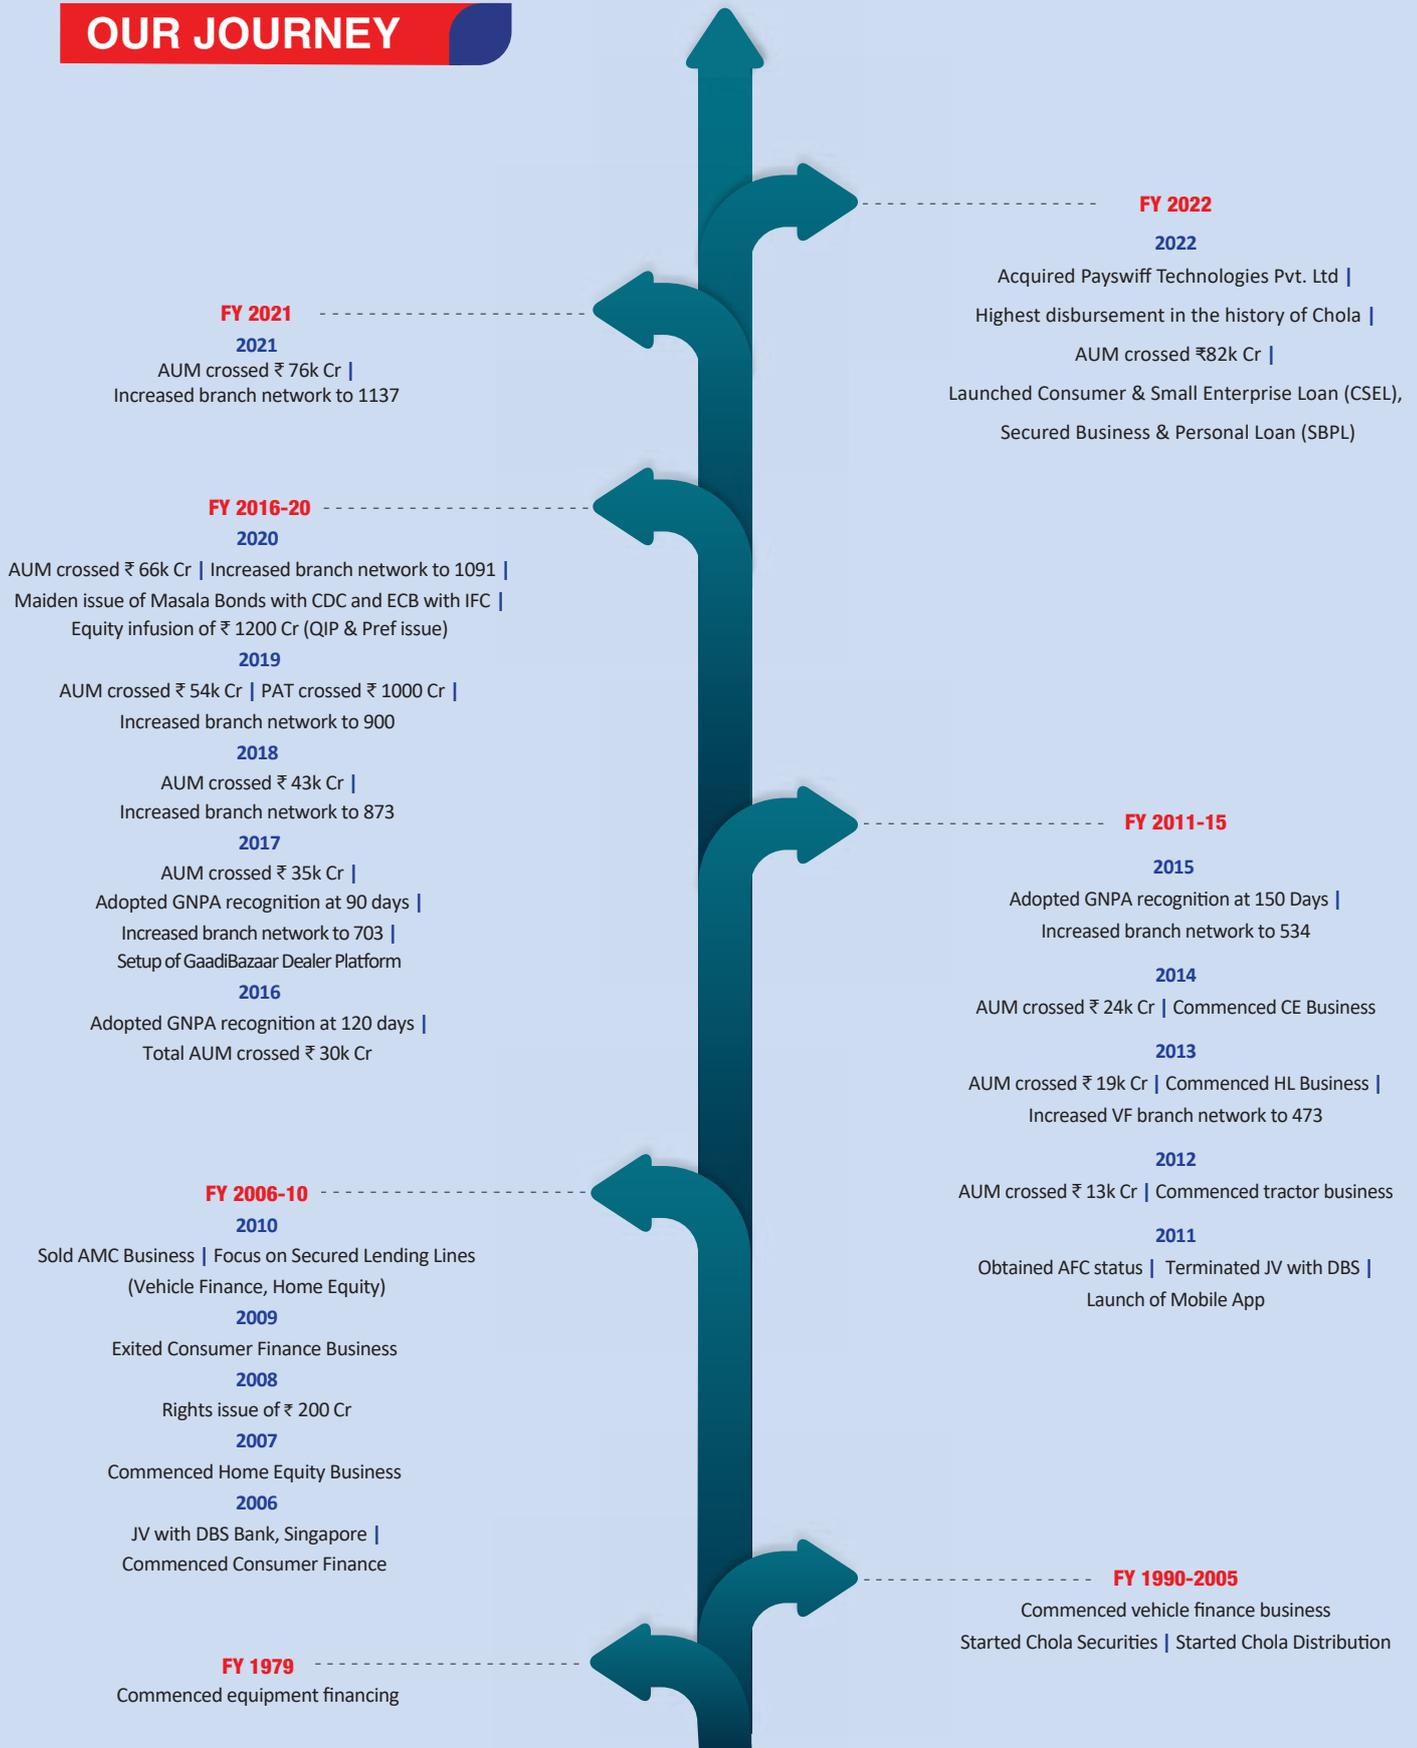 OUR JOURNEY
FY 2022
2022
Acquired Payswiff Technologies Pvt. Ltd |
Highest disbursement in the history of Chola |
AUM crossed ₹82k Cr |
Launched Consumer & Small Enterprise Loan (CSEL),
Secured Business & Personal Loan (SBPL)
FY 2021
2021
AUM crossed ₹ 76k Cr |
Increased branch network to 1137
FY 2016-20
2020
AUM crossed ₹ 66k Cr | Increased branch network to 1091 |
Maiden issue of Masala Bonds with CDC and ECB with IFC |
Equity infusion of ₹ 1200 Cr (QIP & Pref issue)
2019
AUM crossed ₹ 54k Cr | PAT crossed ₹ 1000 Cr |
Increased branch network to 900
2018
AUM crossed ₹ 43k Cr |
Increased branch network to 873
2017
AUM crossed ₹ 35k Cr |
Adopted GNPA recognition at 90 days |
Increased branch network to 703 |
Setup of GaadiBazaar Dealer Platform
2016
Adopted GNPA recognition at 120 days |
Total AUM crossed ₹ 30k Cr
FY 2011-15
2015
Adopted GNPA recognition at 150 Days |
Increased branch network to 534
2014
AUM crossed ₹ 24k Cr | Commenced CE Business
2013
AUM crossed ₹ 19k Cr | Commenced HL Business |
Increased VF branch network to 473
2012
AUM crossed ₹ 13k Cr | Commenced tractor business
2011
Obtained AFC status | Terminated JV with DBS |
Launch of Mobile App
FY 2006-10
2010
Sold AMC Business | Focus on Secured Lending Lines
(Vehicle Finance, Home Equity)
2009
Exited Consumer Finance Business
2008
Rights issue of ₹ 200 Cr
2007
Commenced Home Equity Business
2006
JV with DBS Bank, Singapore |
Commenced Consumer Finance
FY 1990-2005
Commenced vehicle finance business
Started Chola Securities | Started Chola Distribution
FY 1979
Commenced equipment financing